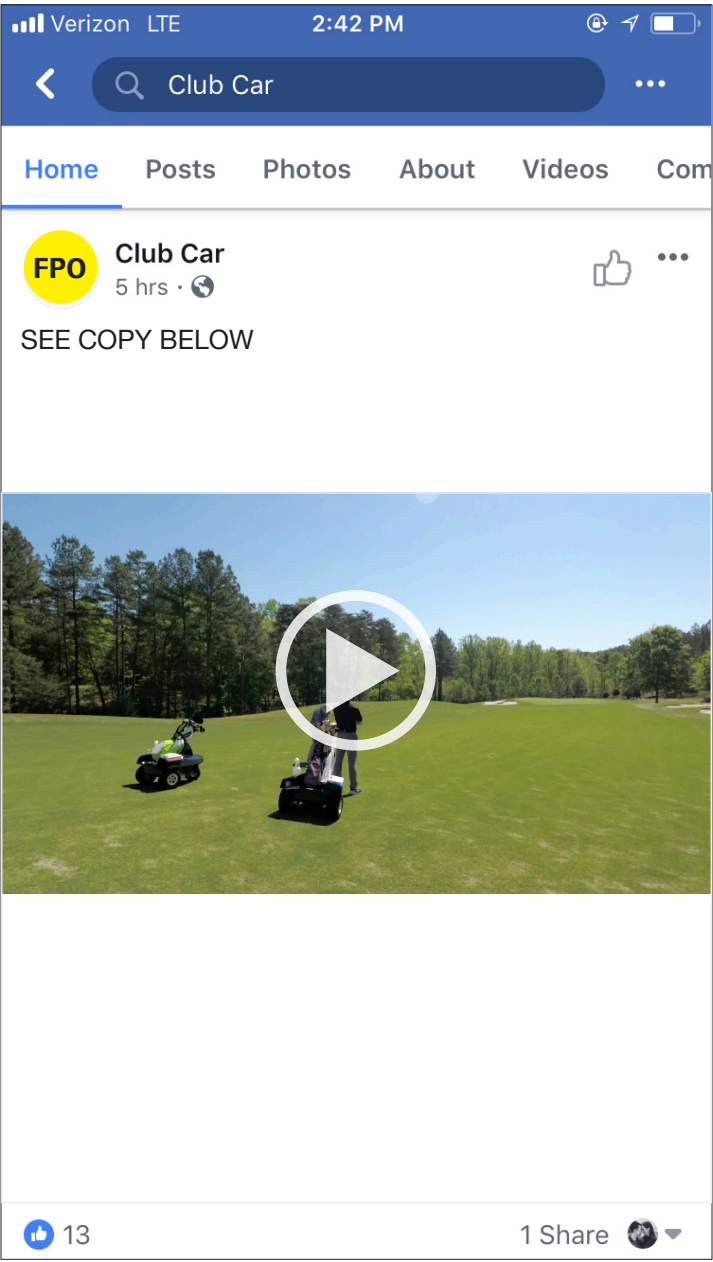 Verizon LTE 2:42 PM
Club Car
Home Posts Photos About Videos Com
FPO
Club Car
5 hrs ·
SEE COPY BELOW
13 1 Share